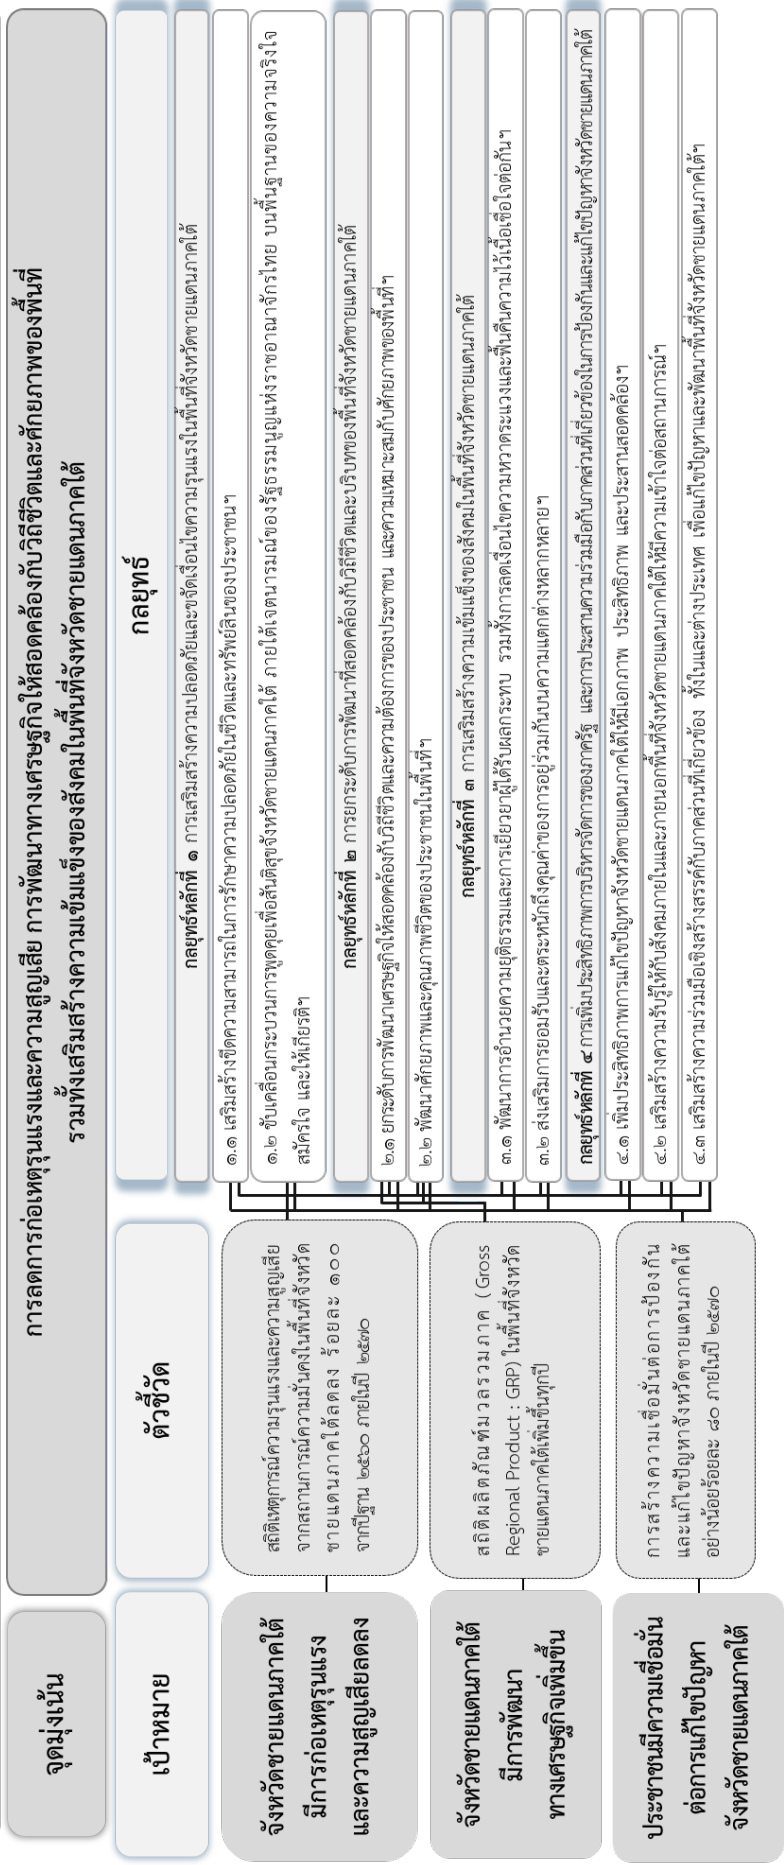 จุดมุ่งเน้น
การลดการก่อเหตุรุนแรงและความสูญเสีย การพัฒนาทางเศรษฐกิจให้สอดคล้องกับวิถีชีวิตและศักยภาพของพื้นที่
รวมทั้งเสริมสร้างความเข้มแข็งของสังคมในพื้นที่จังหวัดชายแดนภาคใต้
เป้าหมาย
ตัวชี้วัด
กลยุทธ์
จังหวัดชายแดนภาคใต้
มีการก่อเหตุรุนแรง
และความสูญเสียลดลง
สถิติเหตุการณ์ความรุนแรงและความสูญเสีย
จากสถานการณ์ความมั่นคงในพื้นที่จังหวัด
ชายแดนภาคใต้ลดลง ร้อยละ ๑๐๐
จากปีฐาน ๒๕๖๐ ภายในปี ๒๕๗๐
จังหวัดชายแดนภาคใต้
มีการพัฒนา
ทางเศรษฐกิจเพิ่มขึ้น
สถิติผลิตภัณฑ์มวลรวมภาค (Gross
Regional Product : GRP) ในพื้นที่จังหวัด
ชายแดนภาคใต้เพิ่มขึ้นทุกปี
ประชาชนมีความเชื่อมั่น
ต่อการแก้ไขปัญหา
จังหวัดชายแดนภาคใต้
การสร้างความเชื่อมั่นต่อการป้องกัน
และแก้ไขปัญหาจังหวัดชายแดนภาคใต้
อย่างน้อยร้อยละ ๘๐ ภายในปี ๒๕๗๐
กลยุทธ์หลักที่ ๑ การเสริมสร้างความปลอดภัยและขจัดเงื่อนไขความรุนแรงในพื้นที่จังหวัดชายแดนภาคใต้
๑.๑ เสริมสร้างขีดความสามารถในการรักษาความปลอดภัยในชีวิตและทรัพย์สินของประชาชนฯ
๑.๒ ขับเคลื่อนกระบวนการพูดคุยเพื่อสันติสุขจังหวัดชายแดนภาคใต้ ภายใต้เจตนารมณ์ของรัฐธรรมนูญแห่งราชอาณาจักรไทย บนพื้นฐานของความจริงใจ
สมัครใจ และให้เกียรติฯ
กลยุทธ์หลักที่ ๒ การยกระดับการพัฒนาที่สอดคล้องกับวิถีชีวิตและบริบทของพื้นที่จังหวัดชายแดนภาคใต้
๒.๑ ยกระดับการพัฒนาเศรษฐกิจให้สอดคล้องกับวิถีชีวิตและความต้องการของประชาชน และความเหมาะสมกับศักยภาพของพื้นที่ฯ
๒.๒ พัฒนาศักยภาพและคุณภาพชีวิตของประชาชนในพื้นที่ฯ
กลยุทธ์หลักที่ ๓ การเสริมสร้างความเข้มแข็งของสังคมในพื้นที่จังหวัดชายแดนภาคใต้
๓.๑ พัฒนาการอำนวยความยุติธรรมและการเยียวยาผู้ได้รับผลกระทบ รวมทั้งการลดเงื่อนไขความหวาดระแวงและฟื้นคืนความไว้เนื้อเชื่อใจต่อกันฯ
๓.๒ ส่งเสริมการยอมรับและตระหนักถึงคุณค่าของการอยู่ร่วมกันบนความแตกต่างหลากหลายฯ
กลยุทธ์หลักที่ ๔ การเพิ่มประสิทธิภาพการบริหารจัดการของภาครัฐ และการประสานความร่วมมือกับภาคส่วนที่เกี่ยวข้องในการป้องกันและแก้ไขปัญหาจังหวัดชายแดนภาคใต้
๔.๑ เพิ่มประสิทธิภาพการแก้ไขปัญหาจังหวัดชายแดนภาคใต้ให้มีเอกภาพ ประสิทธิภาพ และประสานสอดคล้องฯ
๔.๒ เสริมสร้างความรับรู้ให้กับสังคมภายในและภายนอกพื้นที่จังหวัดชายแดนภาคใต้ให้มีความเข้าใจต่อสถานการณ์ฯ
๔.๓ เสริมสร้างความร่วมมือเชิงสร้างสรรค์กับภาคส่วนที่เกี่ยวข้อง ทั้งในและต่างประเทศ เพื่อแก้ไขปัญหาและพัฒนาพื้นที่จังหวัดชายแดนภาคใต้ฯ